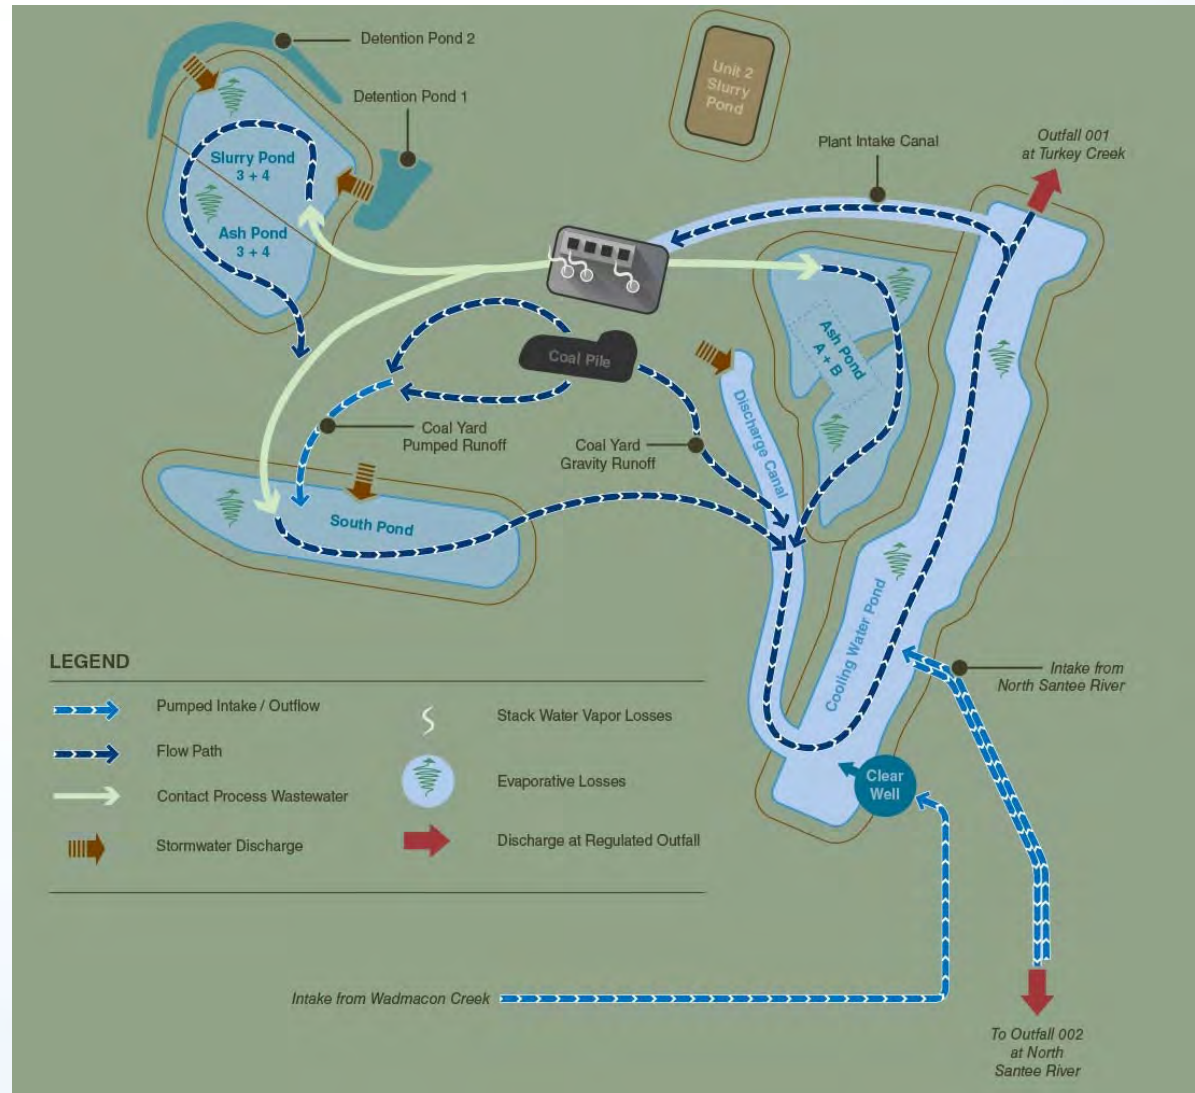 Detention Pond 2
Detention Pond 1
Unit 2
Slurry
Pond
Plant Intake Canal
Outfall 001
at Turkey Creek
Slurry Pond
3 + 4
Ash Pond
3 + 4
Coal Pile
Ash Pond
A + B
Discharge Canal
Coal Yard
Pumped Runoff
Coal Yard
Gravity Runoff
South Pond
Cooling Water Pond
Intake from
North Santee River
Clear
Well
LEGEND
Pumped Intake / Outflow
Flow Path
Contact Process Wastewater
Stormwater Discharge
Stack Water Vapor Losses
Evaporative Losses
Discharge at Regulated Outfall
Intake from Wadmacon Creek
To Outfall 002
at North
Santee River